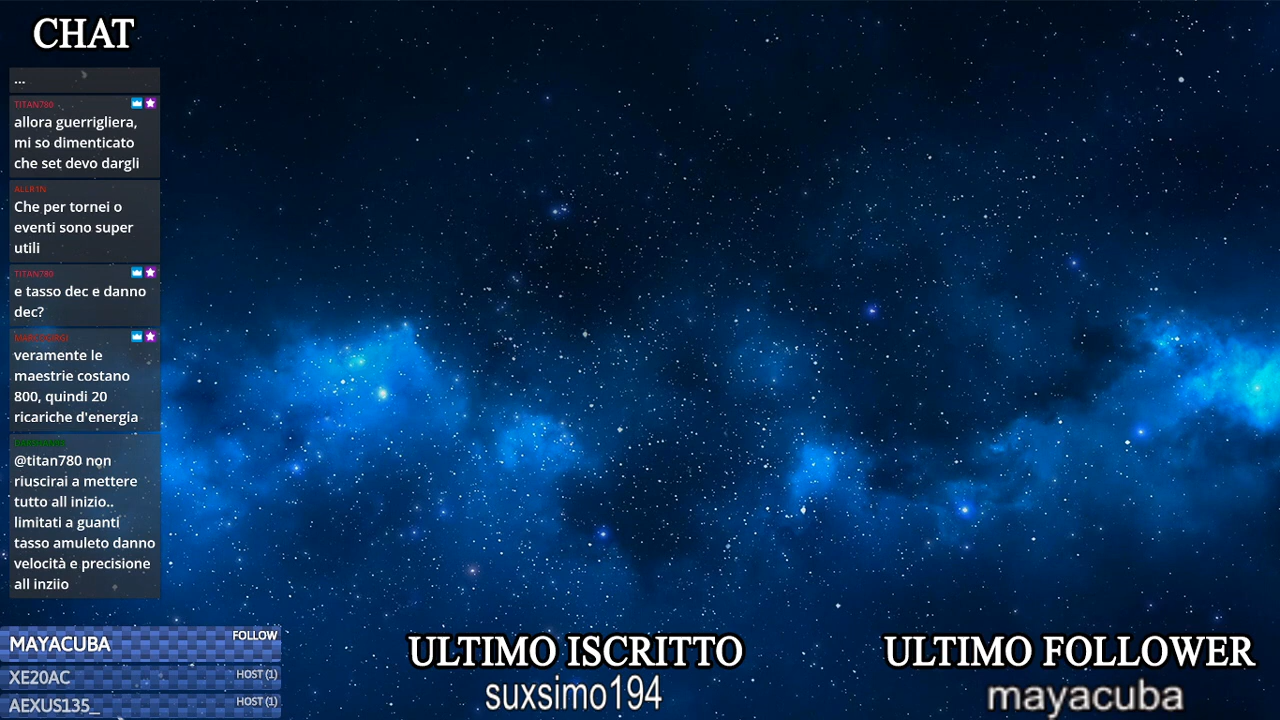 CHAT
...
TITAN780
allora guerrigliera,
mi so dimenticato
che set devo dargli
ALLR1N
Che per tornei o
eventi sono super
utili
TITAN780
e tasso dec e danno
dec?
veramente le
maestrie costano
800, quindi 20
ricariche d'energia
@titan780 non
riuscirai a mettere
tutto all inizio..
limitati a guanti
tasso amuleto danno
velocità e precisione
all inziio
MAYACUBA FOLLOW
XE20AC HOST (1)
AEXUS135_ HOST (1)
ULTIMO ISCRITTO
suxsimo194
ULTIMO FOLLOWER
mayacuba